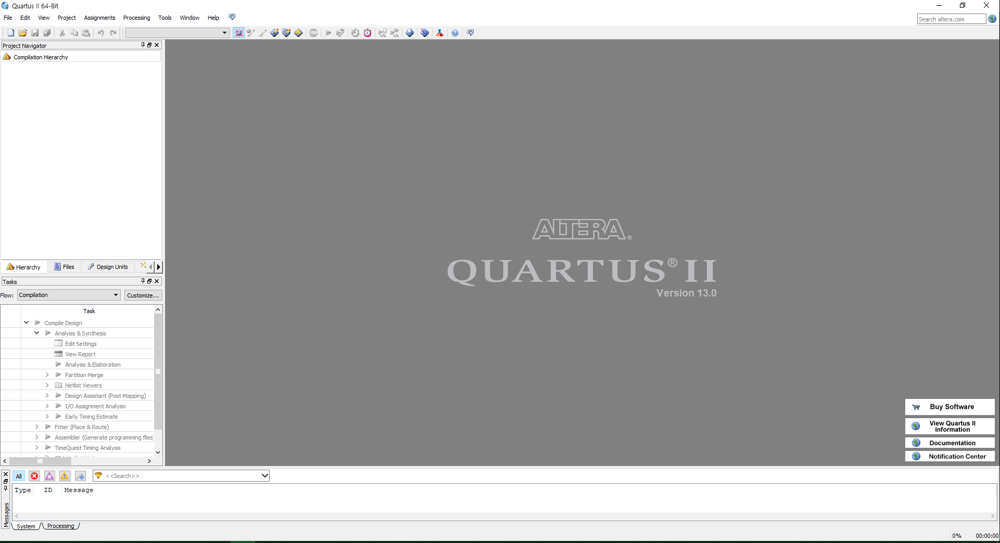 Quartus II 64-Bit
File Edit View Project Assignments Processing Tools Window Help
Search altera.com
STOP
Project Navigator
Compilation Hierarchy
Hierarchy Files Design Units
Tasks
Flow: Compilation Customize...
Task
Compile Design
Analysis & Synthesis
Edit Settings
View Report
Analysis & Elaboration
Partition Merge
Netlist Viewers
Design Assistant (Post-Mapping)
I/O Assignment Analysis
Early Timing Estimate
Fitter (Place & Route)
Assembler (Generate programming files)
TimeQuest Timing Analysis
ALTERA®
QUARTUS® II
Version 13.0
Buy Software
View Quartus II
Information
Documentation
Notification Center
All <<Search>>
Type ID Message
Messages
System Processing
0% 00:00:00